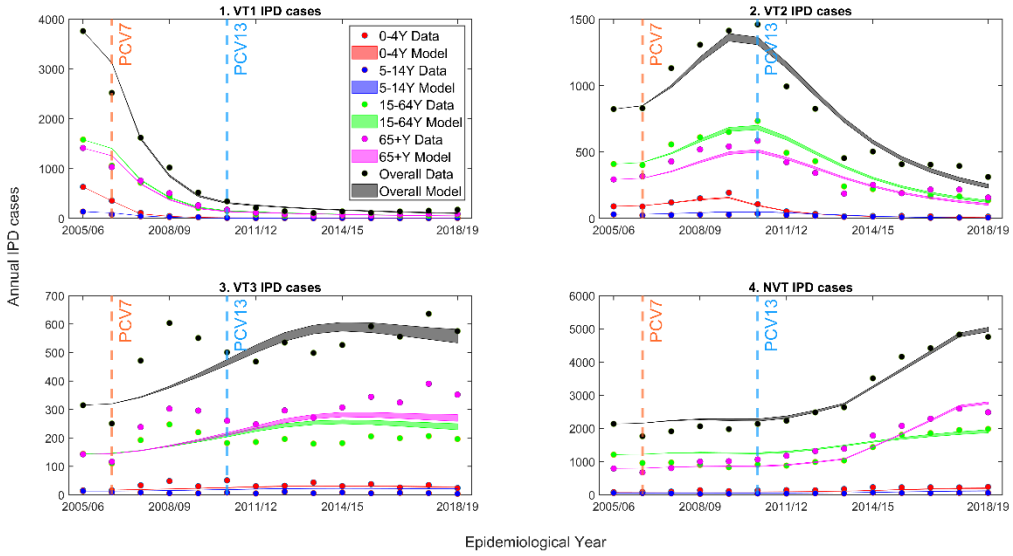 1. VT1 IPD cases
4000
3000
2000
1000
0
2005/06
2008/09
2011/12
2014/15
2018/19
PCV7
PCV13
0-4Y Data
0-4Y Model
5-14Y Data
5-14Y Model
15-64Y Data
15-64Y Model
65+Y Data
65+Y Model
Overall Data
Overall Model
2. VT2 IPD cases
1500
1000
500
0
2005/06
2008/09
2011/12
2014/15
2018/19
PCV7
PCV13
Annual IPD cases
3. VT3 IPD cases
700
600
500
400
300
200
100
0
2005/06
2008/09
2011/12
2014/15
2018/19
PCV7
PCV13
4. NVT IPD cases
6000
5000
4000
3000
2000
1000
0
2005/06
2008/09
2011/12
2014/15
2018/19
PCV7
PCV13
Epidemiological Year